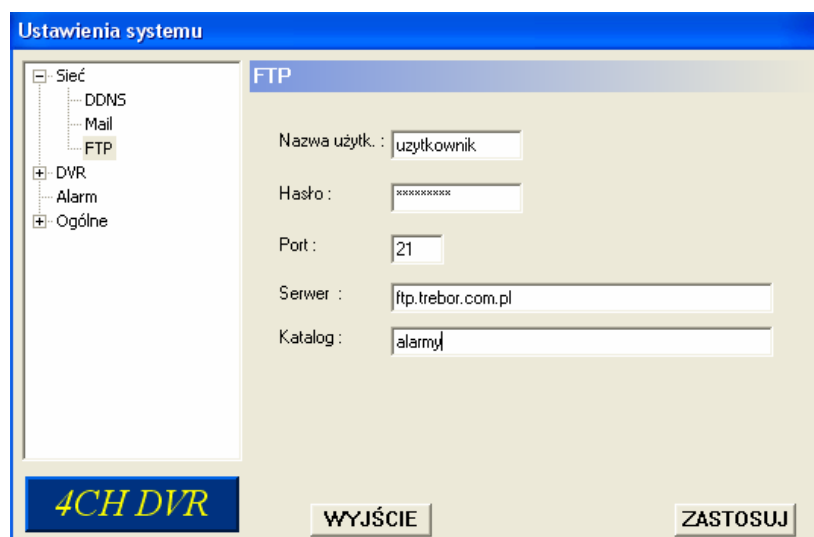 Ustawienia systemu
Sieć
DDNS
Mail
FTP
DVR
Alarm
Ogólne
4CH DVR
FTP
Nazwa użytk. : uzytkownik
Hasło : *********
Port : 21
Serwer : ftp.trebor.com.pl
Katalog : alarmy
WYJŚCIE ZASTOSUJ